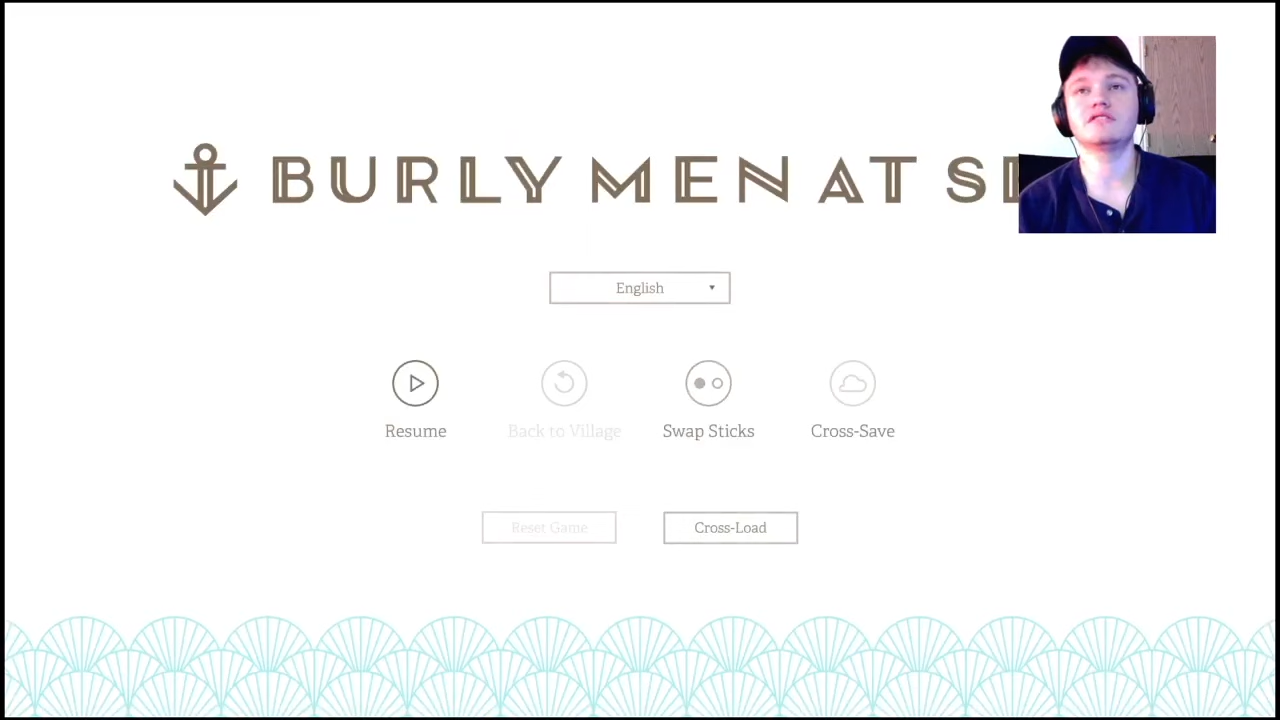 BURLY MEN AT
English
Resume
Back to Village
Swap Sticks
Cross-Save
Reset Game
Cross-Load